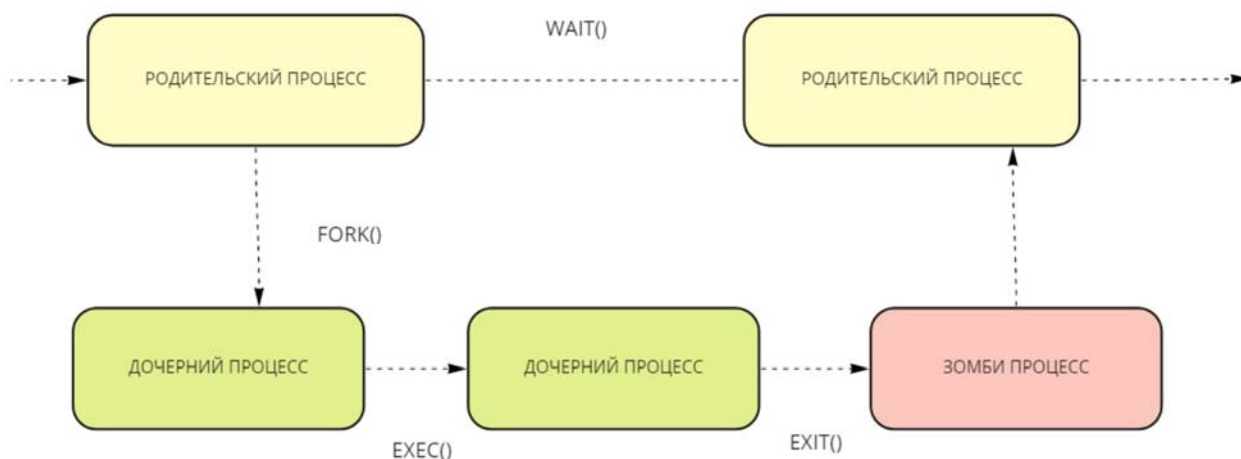 WAIT()
РОДИТЕЛЬСКИЙ ПРОЦЕСС
РОДИТЕЛЬСКИЙ ПРОЦЕСС
FORK()
ДОЧЕРНИЙ ПРОЦЕСС
ДОЧЕРНИЙ ПРОЦЕСС
ЗОМБИ ПРОЦЕСС
EXEC()
EXIT()